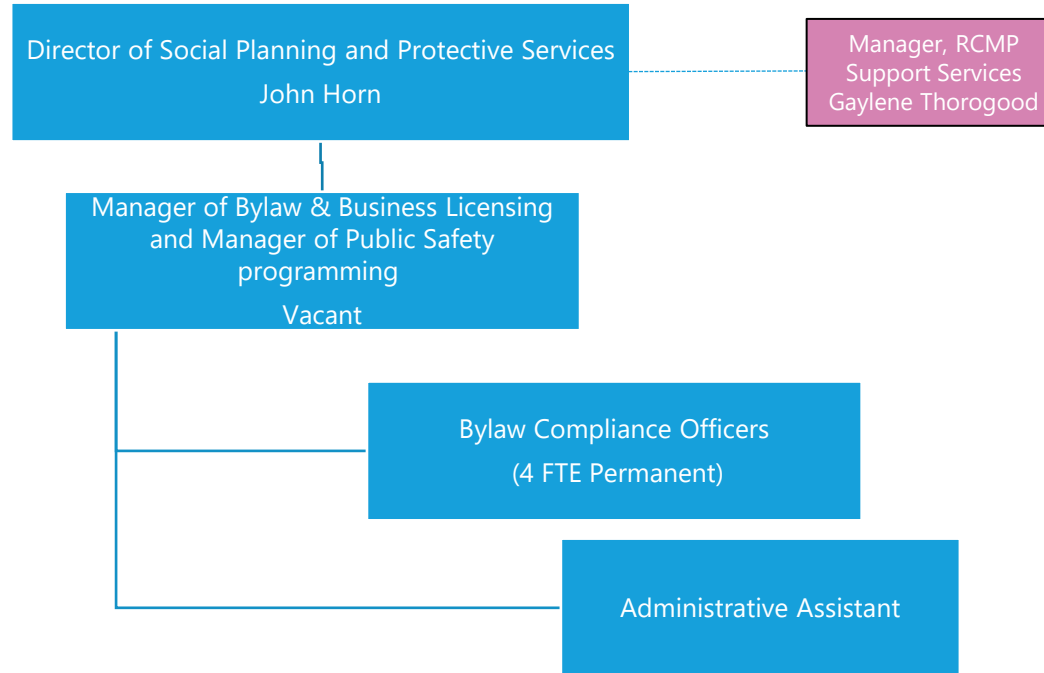 Director of Social Planning and Protective Services
John Horn
Manager, RCMP
Support Services
Gaylene Thorogood
Manager of Bylaw & Business Licensing
and Manager of Public Safety
programming
Vacant
Bylaw Compliance Officers
(4 FTE Permanent)
Administrative Assistant